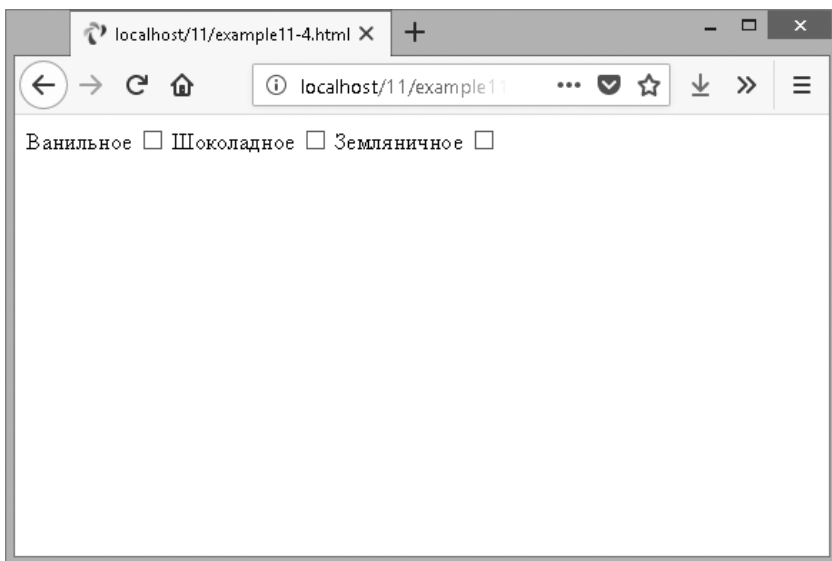 localhost/11/example11-4.html
localhost/11/example11
Ванильное Шоколадное Земляничное